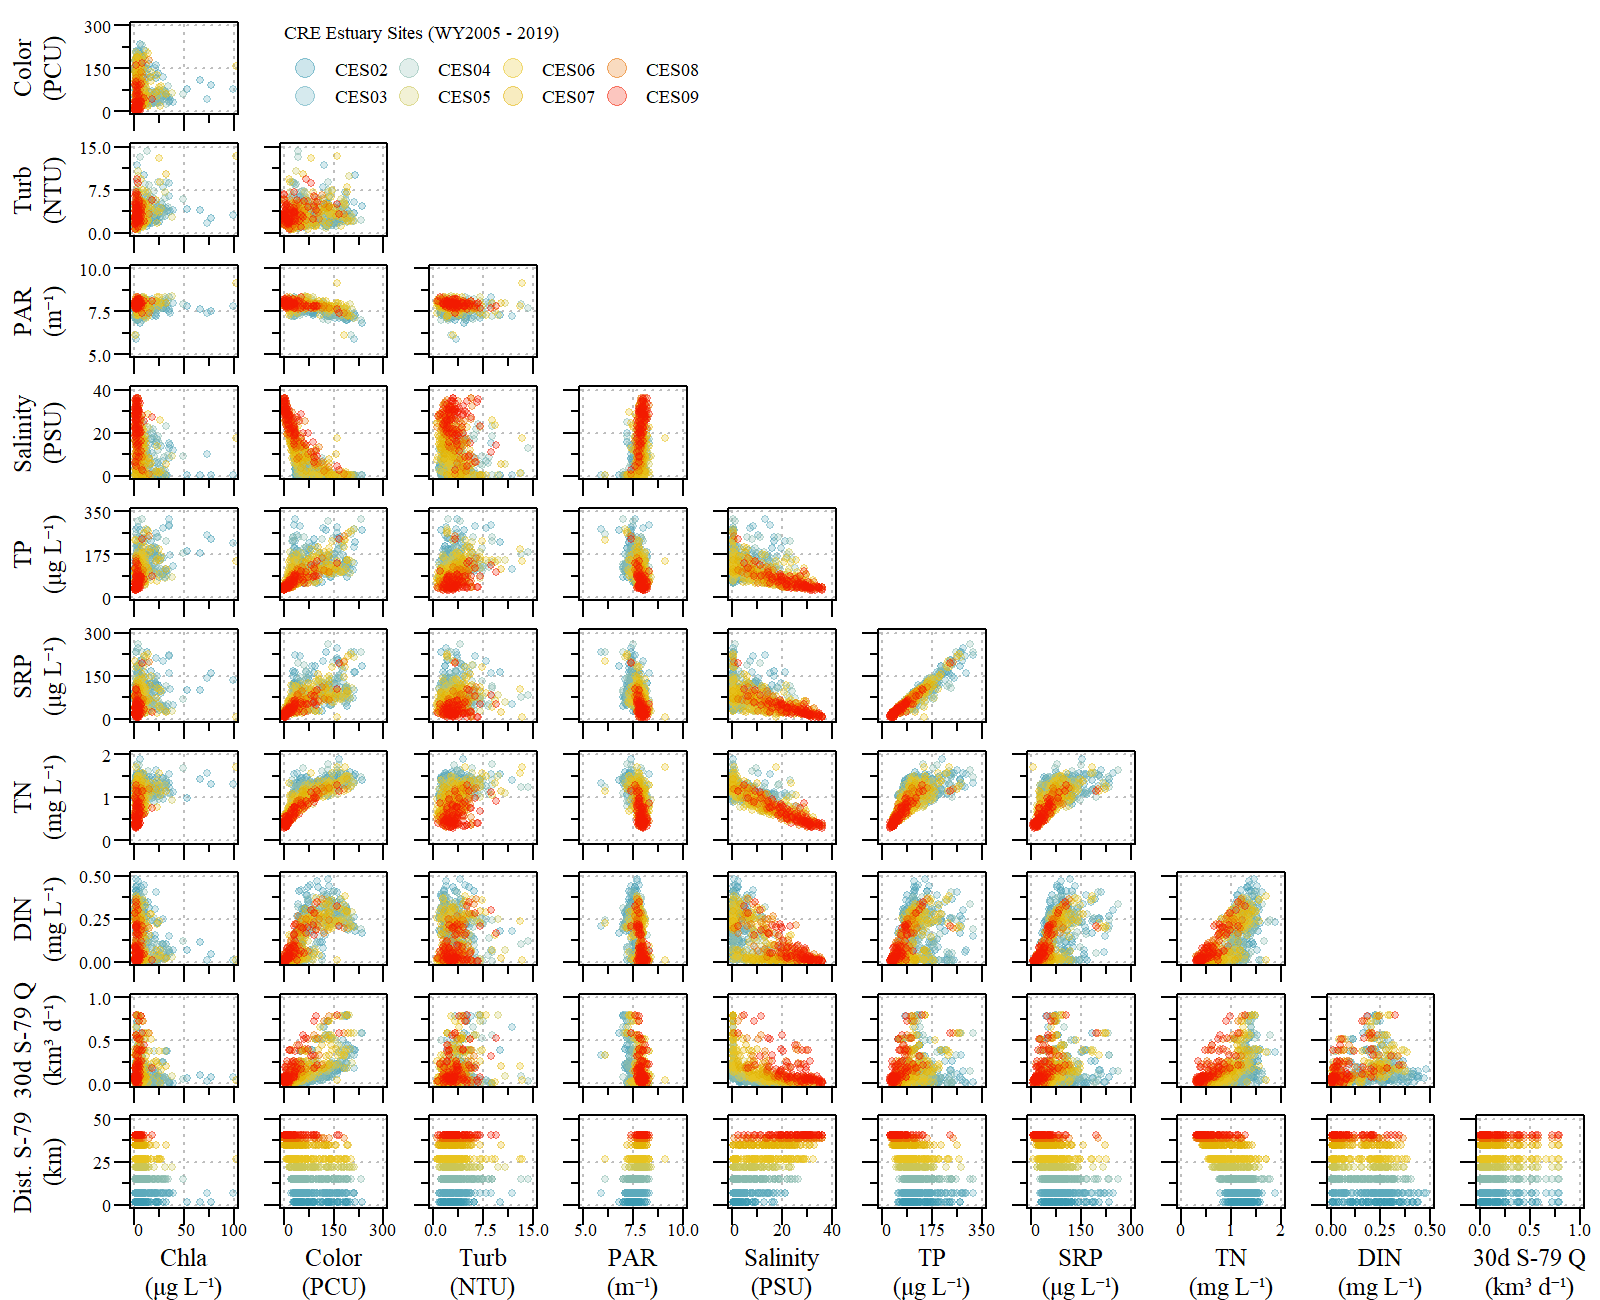 CRE Estuary Sites (WY2005 - 2019)
CES02 CES04 CES06 CES08
CES03 CES05 CES07 CES09
Color
(PCU)
300
150
0
Turb
(NTU)
15.0
7.5
0.0
PAR
(m⁻¹)
10.0
7.5
5.0
Salinity
(PSU)
40
20
0
TP
(μg L⁻¹)
350
175
0
SRP
(μg L⁻¹)
300
150
0
TN
(mg L⁻¹)
2
1
0
DIN
(mg L⁻¹)
0.50
0.25
0.00
30d S-79 Q
(km³ d⁻¹)
1.0
0.5
0.0
Dist. S-79
(km)
50
25
0
0 50 100 0 150 300 0.0 7.5 15.0 5.0 7.5 10.0 0 20 40 0 175 350 0 150 300 0 1 2 0.00 0.25 0.50 0.0 0.5 1.0
Chla Color Turb PAR Salinity TP SRP TN DIN 30d S-79 Q
(μg L⁻¹) (PCU) (NTU) (m⁻¹) (PSU) (μg L⁻¹) (μg L⁻¹) (mg L⁻¹) (mg L⁻¹) (km³ d⁻¹)